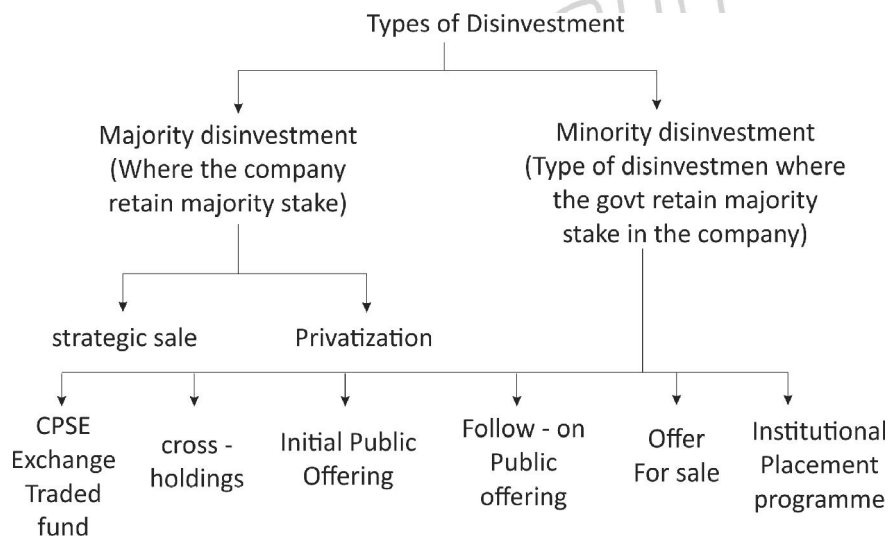 Types of Disinvestment
Majority disinvestment
(Where the company
retain majority stake)
Minority disinvestment
(Type of disinvestmen where
the govt retain majority
stake in the company)
strategic sale
Privatization
CPSE
Exchange
Traded
fund
cross -
holdings
Initial Public
Offering
Follow - on
Public
offering
Offer
For sale
Institutional
Placement
programme